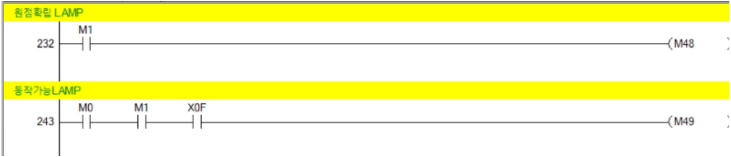 원점확립 LAMP
M1
232 (M48 )
동작가능LAMP
M0 M1 X0F
243 (M49 )